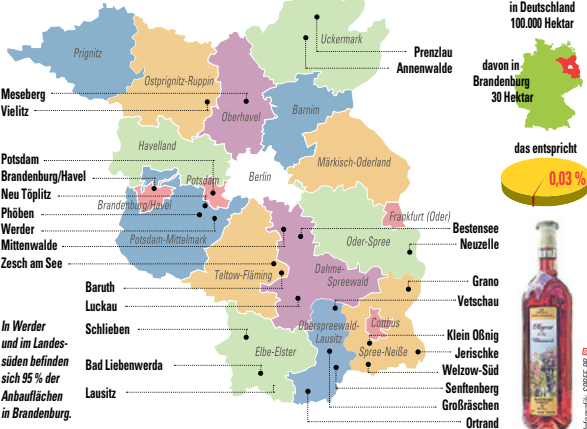 in Deutschland
100.000 Hektar
davon in
Brandenburg
30 Hektar
das entspricht
0,03 %
Prignitz
Ostprignitz-Ruppin
Oberhavel
Uckermark
Barnim
Havelland
Potsdam
Berlin
Märkisch-Oderland
Brandenburg/Havel
Potsdam-Mittelmark
Frankfurt (Oder)
Oder-Spree
Teltow-Fläming
Dahme-
Spreewald
Oberspreewald-
Lausitz
Cottbus
Spree-Neiße
Elbe-Elster
Prenzlau
Annenwalde
Meseberg
Vielitz
Potsdam
Brandenburg/Havel
Neu Töplitz
Phöben
Werder
Mittenwalde
Zesch am See
Baruth
Luckau
Schlieben
Bad Liebenwerda
Lausitz
Bestensee
Neuzelle
Grano
Vetschau
Klein Oßnig
Jerischke
Welzow-Süd
Senftenberg
Großräschen
Ortrand
In Werder
und im Landes-
süden befinden
sich 95 % der
Anbauflächen
in Brandenburg.